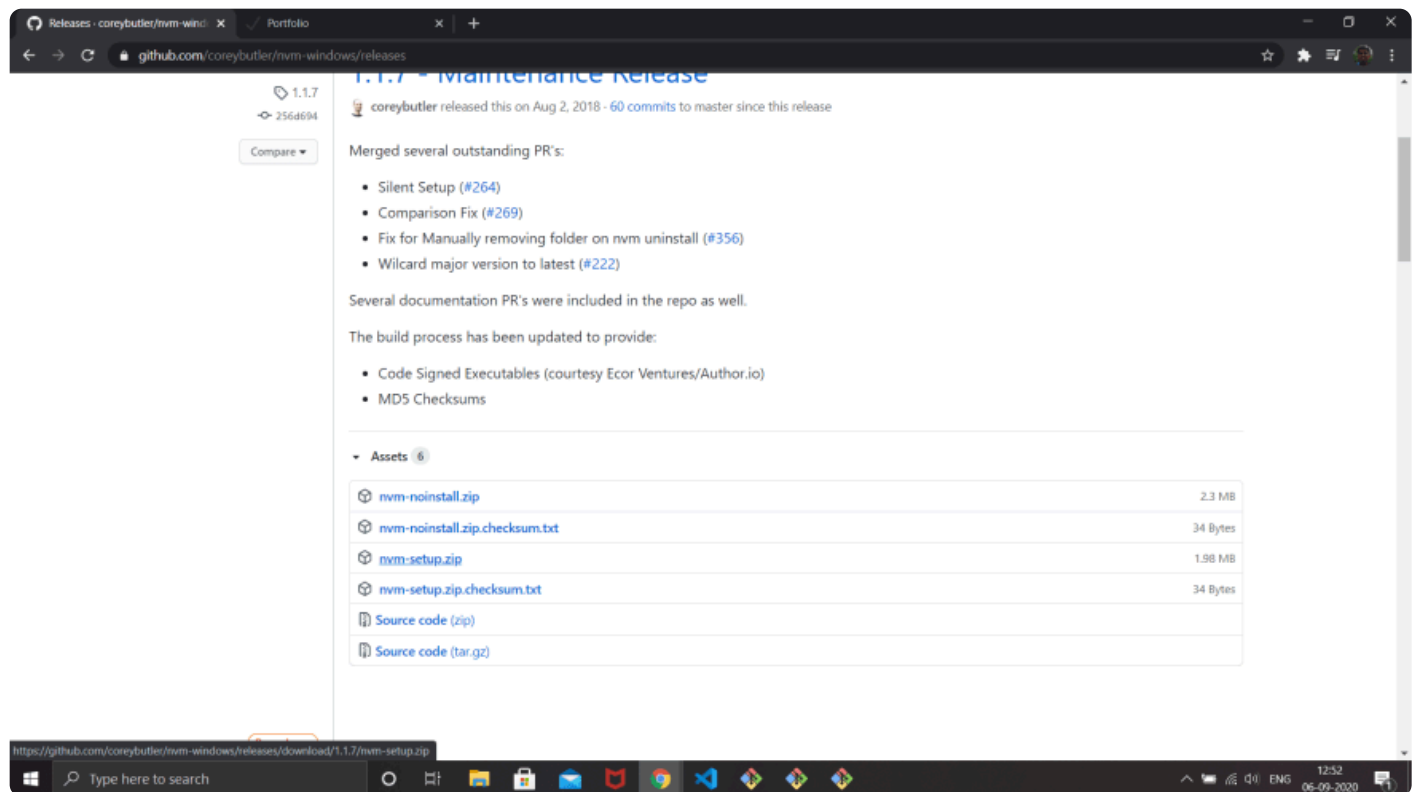 Releases · coreybutler/nvm-wind
Portfolio
github.com/coreybutler/nvm-windows/releases
1.1.7 - Maintenance Release
1.1.7
coreybutler released this on Aug 2, 2018 · 60 commits to master since this release
256d694
Compare
Merged several outstanding PR's:
Silent Setup (#264)
Comparison Fix (#269)
Fix for Manually removing folder on nvm uninstall (#356)
Wilcard major version to latest (#222)
Several documentation PR's were included in the repo as well.
The build process has been updated to provide:
Code Signed Executables (courtesy Ecor Ventures/Author.io)
MD5 Checksums
Assets 6
nvm-noinstall.zip 2.3 MB
nvm-noinstall.zip.checksum.txt 34 Bytes
nvm-setup.zip 1.98 MB
nvm-setup.zip.checksum.txt 34 Bytes
Source code (zip)
Source code (tar.gz)
https://github.com/coreybutler/nvm-windows/releases/download/1.1.7/nvm-setup.zip
Type here to search
ENG
12:52
06-09-2020
1